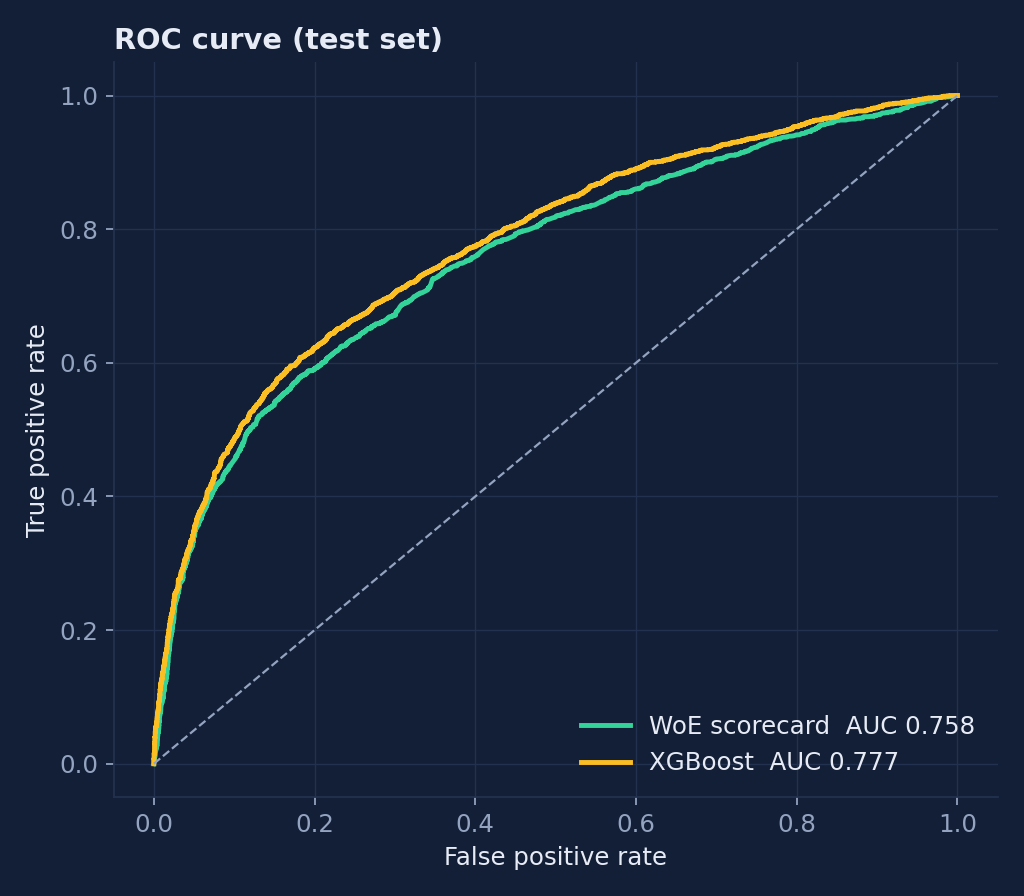 ROC curve (test set)
True positive rate
1.0
0.8
0.6
0.4
0.2
0.0
WoE scorecard  AUC 0.758
XGBoost  AUC 0.777
0.0 0.2 0.4 0.6 0.8 1.0
False positive rate